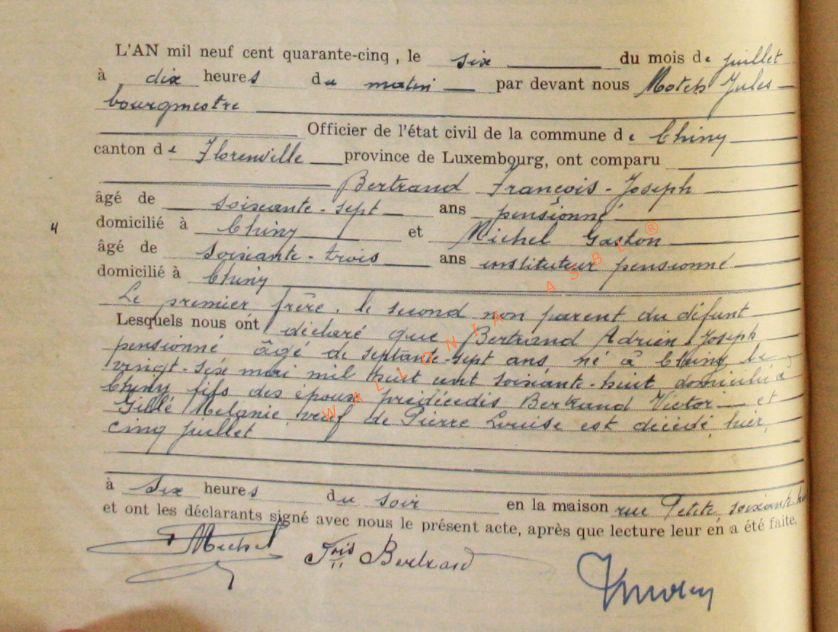 L'AN mil neuf cent quarante-cinq, le six du mois de juillet
à dix heures du matin par devant nous Jules
bourgmestre
Officier de l'état civil de la commune de Chiny
canton de Florenville province de Luxembourg, ont comparu
Bertrand François-Joseph
âgé de soixante-sept ans pensionné
4 domicilié à Chiny et Michel Gaston
âgé de soixante-trois ans instituteur pensionné
domicilié à Chiny
Le premier frère, le second non parent du défunt
Lesquels nous ont déclaré que Bertrand Adrien Joseph
pensionné âgé de septante-sept ans né à Chiny le
vingt-six mai mil huit cent soixante-huit domicilié à
Chiny fils des époux prédécédés Bertrand Victor et
Gille Mélanie veuf de Pierre Louise est décédé hier,
cinq juillet
à six heures du soir en la maison rue Petite soixante
et ont les déclarants signé avec nous le présent acte, après que lecture leur en a été faite.
Michel Bertrand
WALLONIA ASBL ®